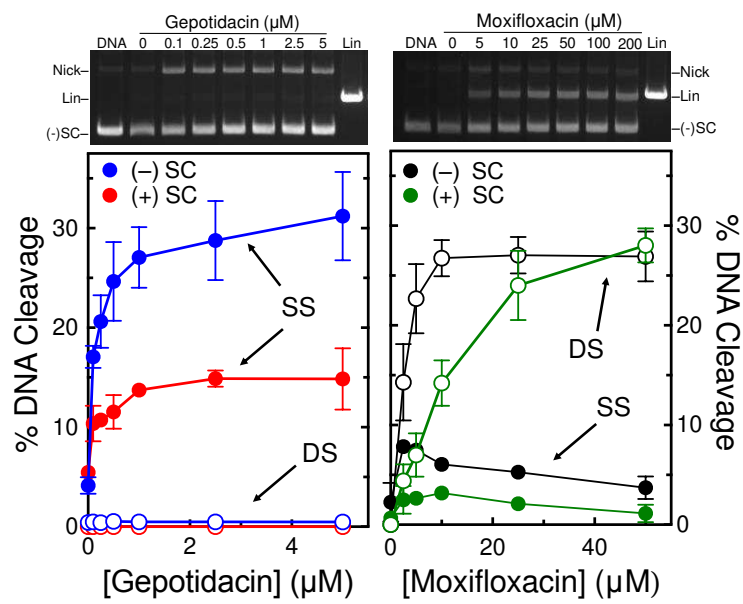 Gepotidacin (µM)
DNA 0 0.1 0.25 0.5 1 2.5 5 Lin
Nick
Lin
(-)SC
Moxifloxacin (µM)
DNA 0 5 10 25 50 100 200 Lin
Nick
Lin
(-)SC
(−) SC
(+) SC
SS
DS
% DNA Cleavage
0
10
20
30
0 2 4
[Gepotidacin] (µM)
(−) SC
(+) SC
DS
SS
% DNA Cleavage
30
20
10
0
0 20 40
[Moxifloxacin] (µM)